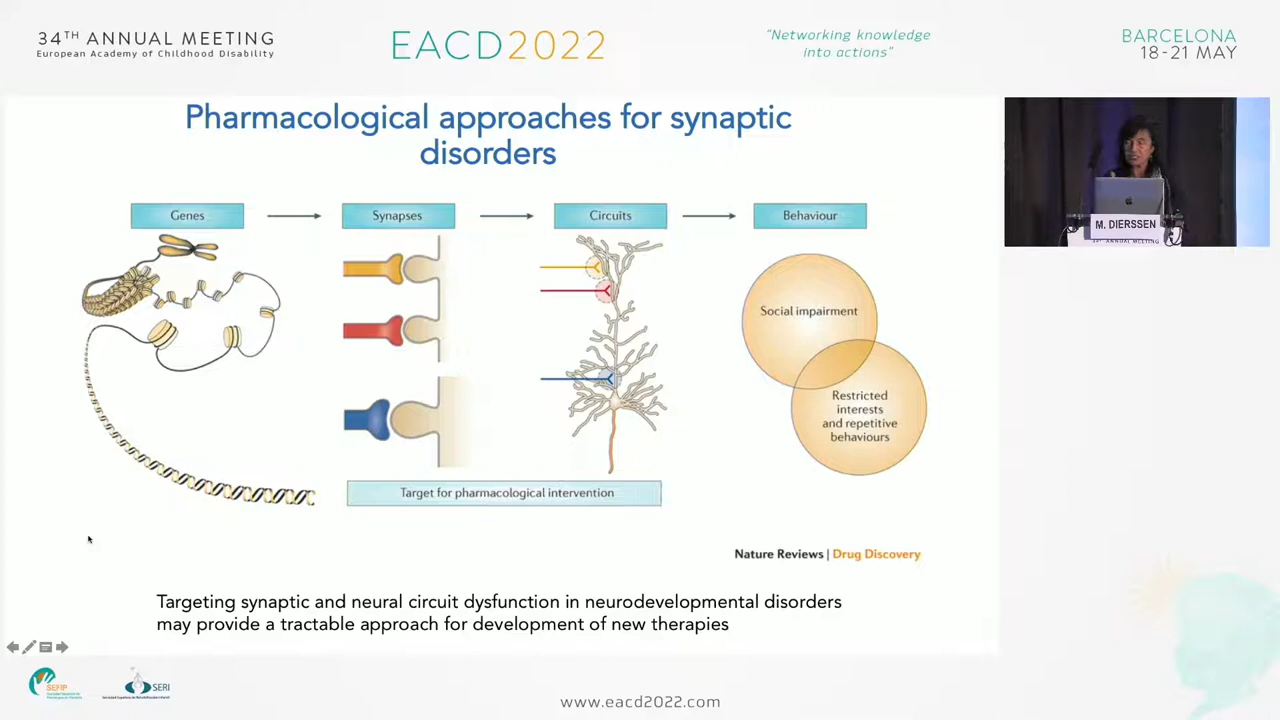 34TH ANNUAL MEETING
European Academy of Childhood Disability
EACD2022
"Networking knowledge
into actions"
BARCELONA
18-21 MAY
Pharmacological approaches for synaptic
disorders
Genes
Synapses
Circuits
Behaviour
Social impairment
Restricted
interests
and repetitive
behaviours
Target for pharmacological intervention
Nature Reviews | Drug Discovery
Targeting synaptic and neural circuit dysfunction in neurodevelopmental disorders
may provide a tractable approach for development of new therapies
M. DIERSSEN
34TH ANNUAL MEETING
SEFIP
SERI
www.eacd2022.com